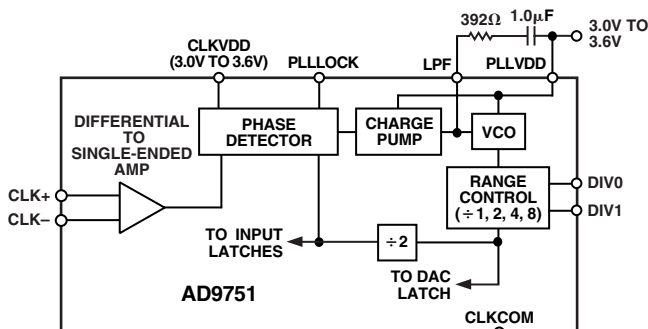 392Ω 1.0µF
3.0V TO
3.6V
CLKVDD
(3.0V TO 3.6V)
PLLLOCK
LPF
PLLVDD
DIFFERENTIAL
TO
SINGLE-ENDED
AMP
PHASE
DETECTOR
CHARGE
PUMP
VCO
CLK+
CLK–
RANGE
CONTROL
(÷1, 2, 4, 8)
DIV0
DIV1
TO INPUT
LATCHES
÷2
TO DAC
LATCH
AD9751
CLKCOM